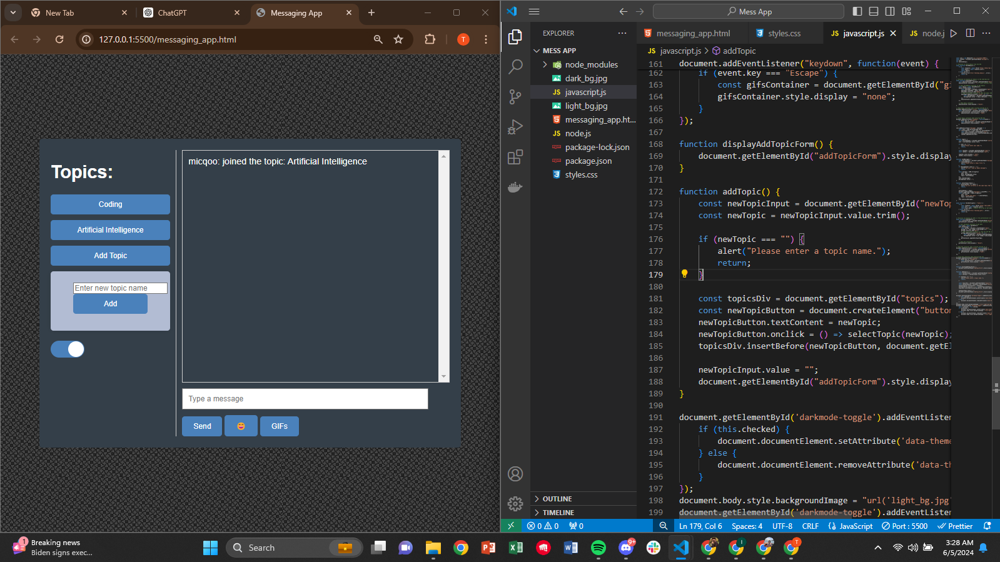 New Tab
ChatGPT
Messaging App
127.0.0.1:5500/messaging_app.html
T
Topics:
Coding
Artificial Intelligence
Add Topic
Enter new topic name
Add
micqoo: joined the topic: Artificial Intelligence
Type a message
Send
GIFs
Mess App
EXPLORER
MESS APP
node_modules
dark_bg.jpg
JS javascript.js
light_bg.jpg
messaging_app.ht...
JS node.js
package-lock.json
package.json
styles.css
OUTLINE
TIMELINE
messaging_app.html
styles.css
JS javascript.js
JS node.j
JS javascript.js > addTopic
161 document.addEventListener("keydown", function(event) {
162 if (event.key === "Escape") {
163 const gifsContainer = document.getElementById("gi
164 gifsContainer.style.display = "none";
165 }
166 });
167
168 function displayAddTopicForm() {
169 document.getElementById("addTopicForm").style.display
170 }
171
172 function addTopic() {
173 const newTopicInput = document.getElementById("newTop
174 const newTopic = newTopicInput.value.trim();
175
176 if (newTopic === "") {
177 alert("Please enter a topic name.");
178 return;
179 }
180
181 const topicsDiv = document.getElementById("topics");
182 const newTopicButton = document.createElement("button
183 newTopicButton.textContent = newTopic;
184 newTopicButton.onclick = () => selectTopic(newTopic);
185 topicsDiv.insertBefore(newTopicButton, document.getEl
186
187 newTopicInput.value = "";
188 document.getElementById("addTopicForm").style.display
189 }
190
191 document.getElementById('darkmode-toggle').addEventListen
192 if (this.checked) {
193 document.documentElement.setAttribute('data-theme
194 } else {
195 document.documentElement.removeAttribute('data-th
196 }
197 });
198 document.body.style.backgroundImage = "url('light_bg.jpg'
199 document.getElementById('darkmode-toggle').addEventListen
0 0 0
Ln 179, Col 6 Spaces: 4 UTF-8 CRLF {} JavaScript Port : 5500 Prettier
1
Breaking news
Biden signs exec...
Search
9+
I
T
3:28 AM
6/5/2024